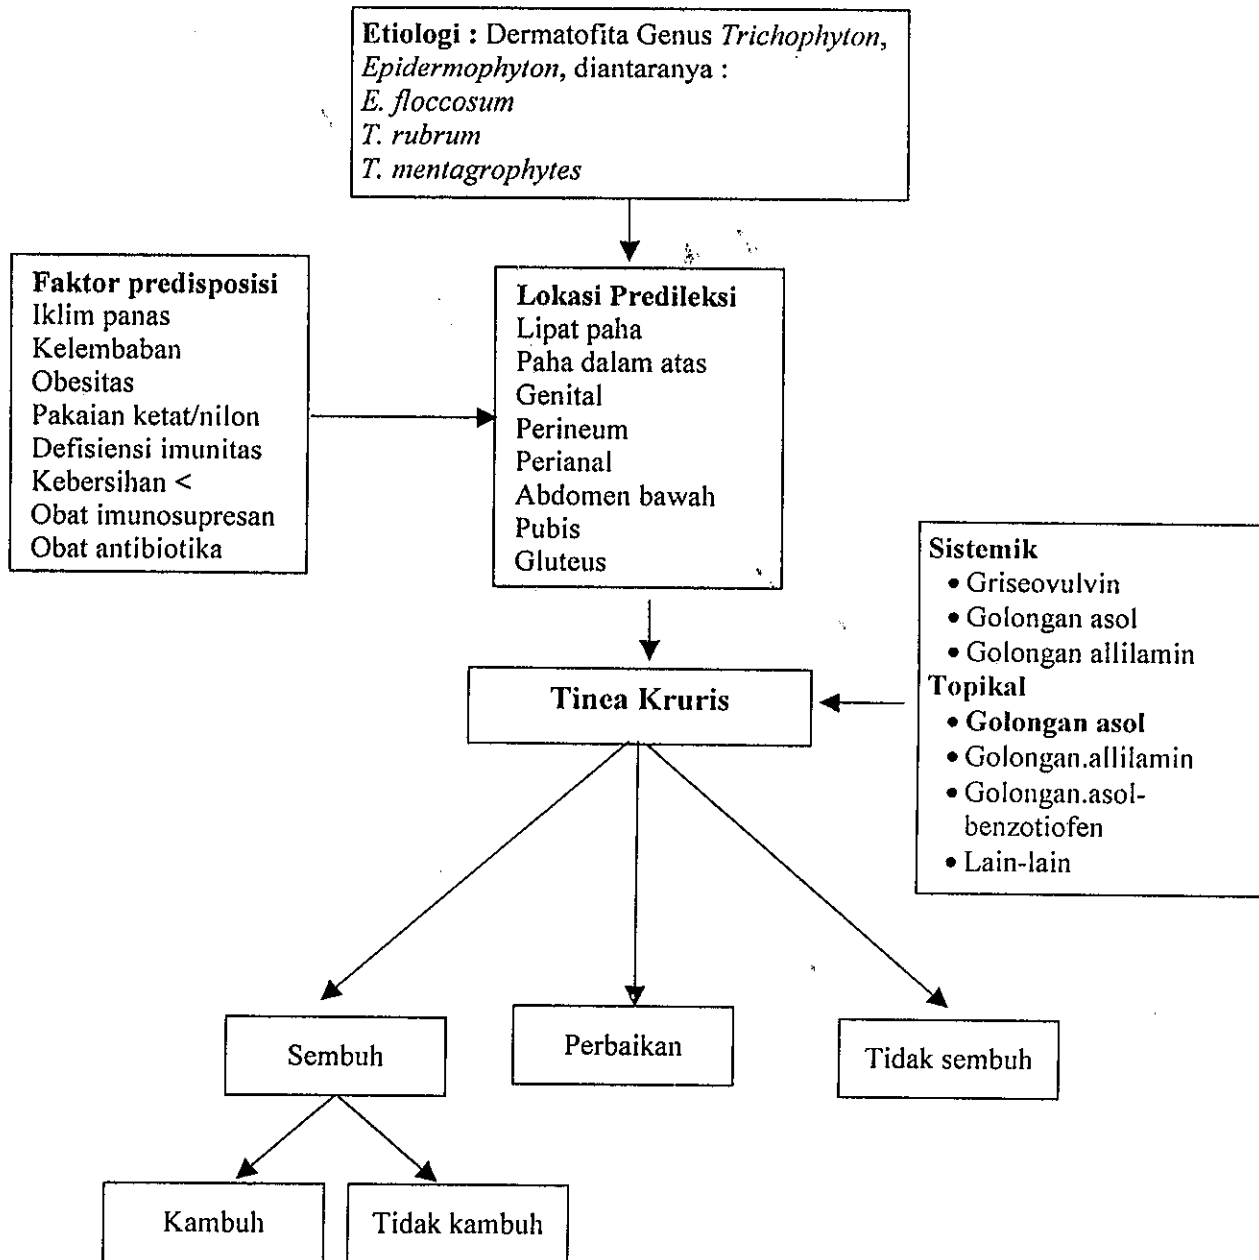 Etiologi : Dermatofita Genus Trichophyton,
Epidermophyton, diantaranya :
E. floccosum
T. rubrum
T. mentagrophytes
Faktor predisposisi
Iklim panas
Kelembaban
Obesitas
Pakaian ketat/nilon
Defisiensi imunitas
Kebersihan <
Obat imunosupresan
Obat antibiotika
Lokasi Predileksi
Lipat paha
Paha dalam atas
Genital
Perineum
Perianal
Abdomen bawah
Pubis
Gluteus
Sistemik
• Griseovulvin
• Golongan asol
• Golongan allilamin
Topikal
• Golongan asol
• Golongan.allilamin
• Golongan.asol-
benzotiofen
• Lain-lain
Tinea Kruris
Sembuh
Perbaikan
Tidak sembuh
Kambuh
Tidak kambuh